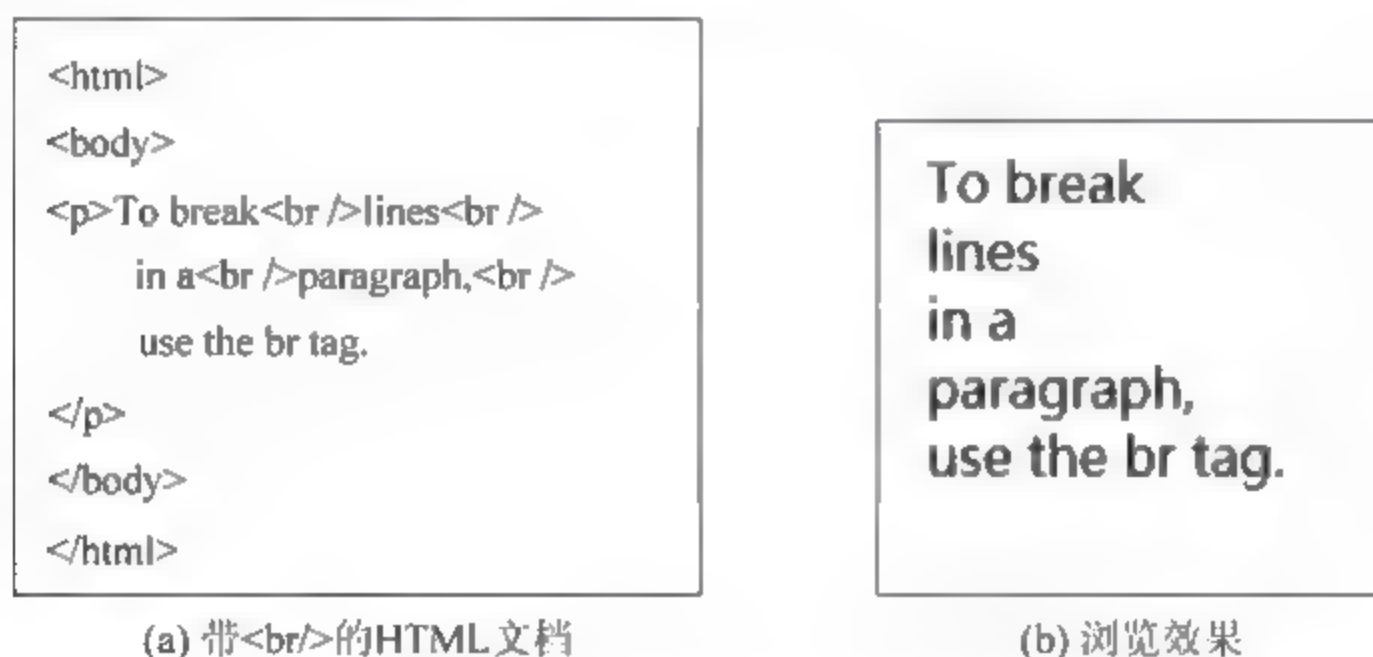 <html>
<body>
<p>To break<br />lines<br />
in a<br />paragraph,<br />
use the br tag.
</p>
</body>
</html>
(a) 带<br/>的HTML文档
To break
lines
in a
paragraph,
use the br tag.
(b) 浏览效果